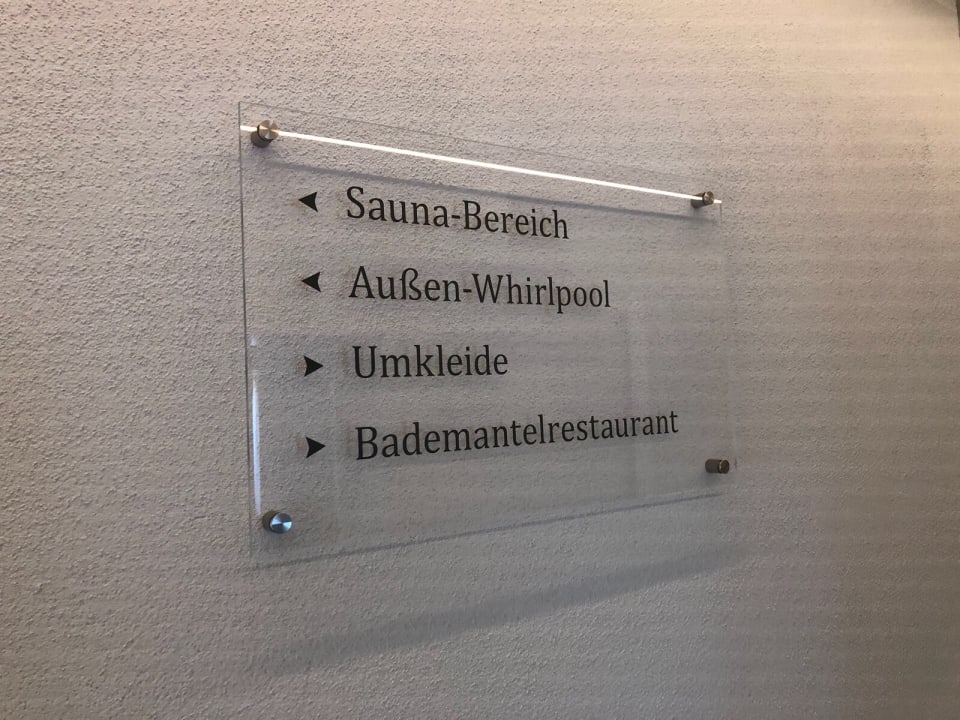 ◄ Sauna-Bereich
◄ Außen-Whirlpool
➤ Umkleide
➤ Bademantelrestaurant